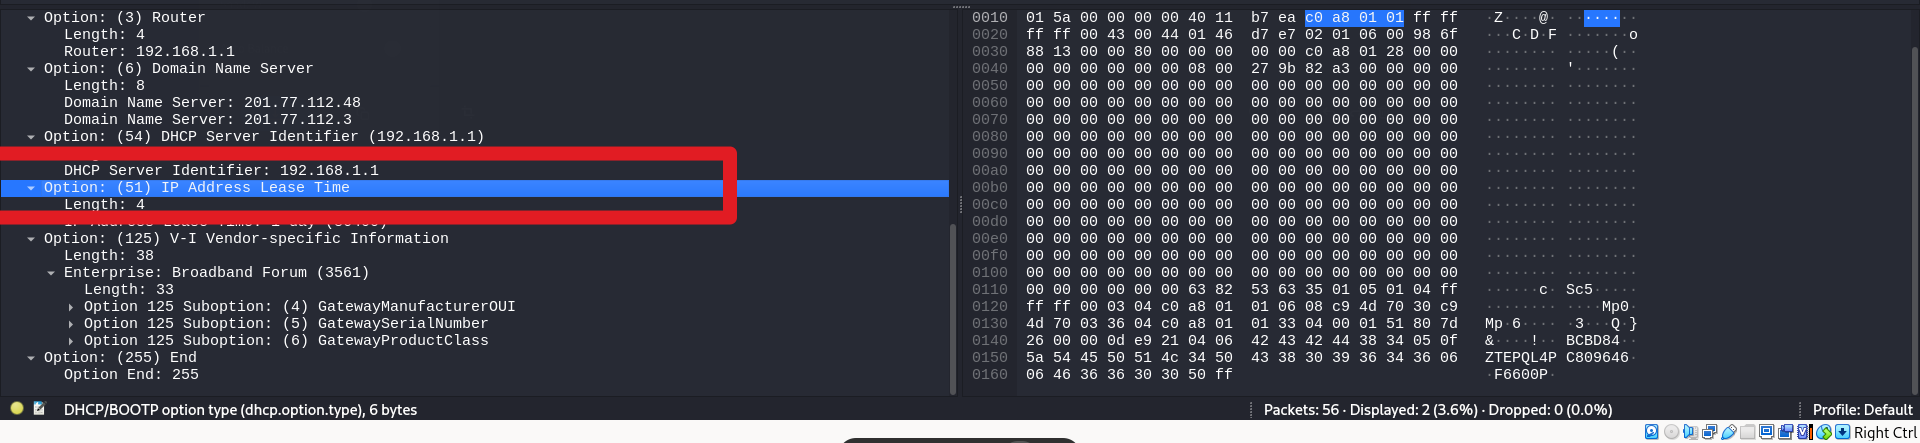 Option: (3) Router
Length: 4
Router: 192.168.1.1
Option: (6) Domain Name Server
Length: 8
Domain Name Server: 201.77.112.48
Domain Name Server: 201.77.112.3
Option: (54) DHCP Server Identifier (192.168.1.1)
DHCP Server Identifier: 192.168.1.1
Option: (51) IP Address Lease Time
Length: 4
Option: (125) V-I Vendor-specific Information
Length: 38
Enterprise: Broadband Forum (3561)
Length: 33
Option 125 Suboption: (4) GatewayManufacturerOUI
Option 125 Suboption: (5) GatewaySerialNumber
Option 125 Suboption: (6) GatewayProductClass
Option: (255) End
Option End: 255
0010 01 5a 00 00 00 00 40 11 b7 ea c0 a8 01 01 ff ff ·Z····@· ········
0020 ff ff 00 43 00 44 01 46 d7 e7 02 01 06 00 98 6f ···C·D·F ·······o
0030 88 13 00 00 80 00 00 00 00 00 c0 a8 01 28 00 00 ········ ·····(··
0040 00 00 00 00 00 00 08 00 27 9b 82 a3 00 00 00 00 ········ '·······
0050 00 00 00 00 00 00 00 00 00 00 00 00 00 00 00 00 ········ ········
0060 00 00 00 00 00 00 00 00 00 00 00 00 00 00 00 00 ········ ········
0070 00 00 00 00 00 00 00 00 00 00 00 00 00 00 00 00 ········ ········
0080 00 00 00 00 00 00 00 00 00 00 00 00 00 00 00 00 ········ ········
0090 00 00 00 00 00 00 00 00 00 00 00 00 00 00 00 00 ········ ········
00a0 00 00 00 00 00 00 00 00 00 00 00 00 00 00 00 00 ········ ········
00b0 00 00 00 00 00 00 00 00 00 00 00 00 00 00 00 00 ········ ········
00c0 00 00 00 00 00 00 00 00 00 00 00 00 00 00 00 00 ········ ········
00d0 00 00 00 00 00 00 00 00 00 00 00 00 00 00 00 00 ········ ········
00e0 00 00 00 00 00 00 00 00 00 00 00 00 00 00 00 00 ········ ········
00f0 00 00 00 00 00 00 00 00 00 00 00 00 00 00 00 00 ········ ········
0100 00 00 00 00 00 00 00 00 00 00 00 00 00 00 00 00 ········ ········
0110 00 00 00 00 00 00 63 82 53 63 35 01 05 01 04 ff ······c· Sc5·····
0120 ff ff 00 03 04 c0 a8 01 01 06 08 c9 4d 70 30 c9 ········ ····Mp0·
0130 4d 70 03 36 04 c0 a8 01 01 33 04 00 01 51 80 7d Mp·6···· ·3···Q·}
0140 26 00 00 0d e9 21 04 06 42 43 42 44 38 34 05 0f &····!·· BCBD84··
0150 5a 54 45 50 51 4c 34 50 43 38 30 39 36 34 36 06 ZTEPQL4P C809646·
0160 06 46 36 36 30 30 50 ff ·F6600P·
DHCP/BOOTP option type (dhcp.option.type), 6 bytes
Packets: 56 · Displayed: 2 (3.6%) · Dropped: 0 (0.0%)
Profile: Default
Right Ctrl